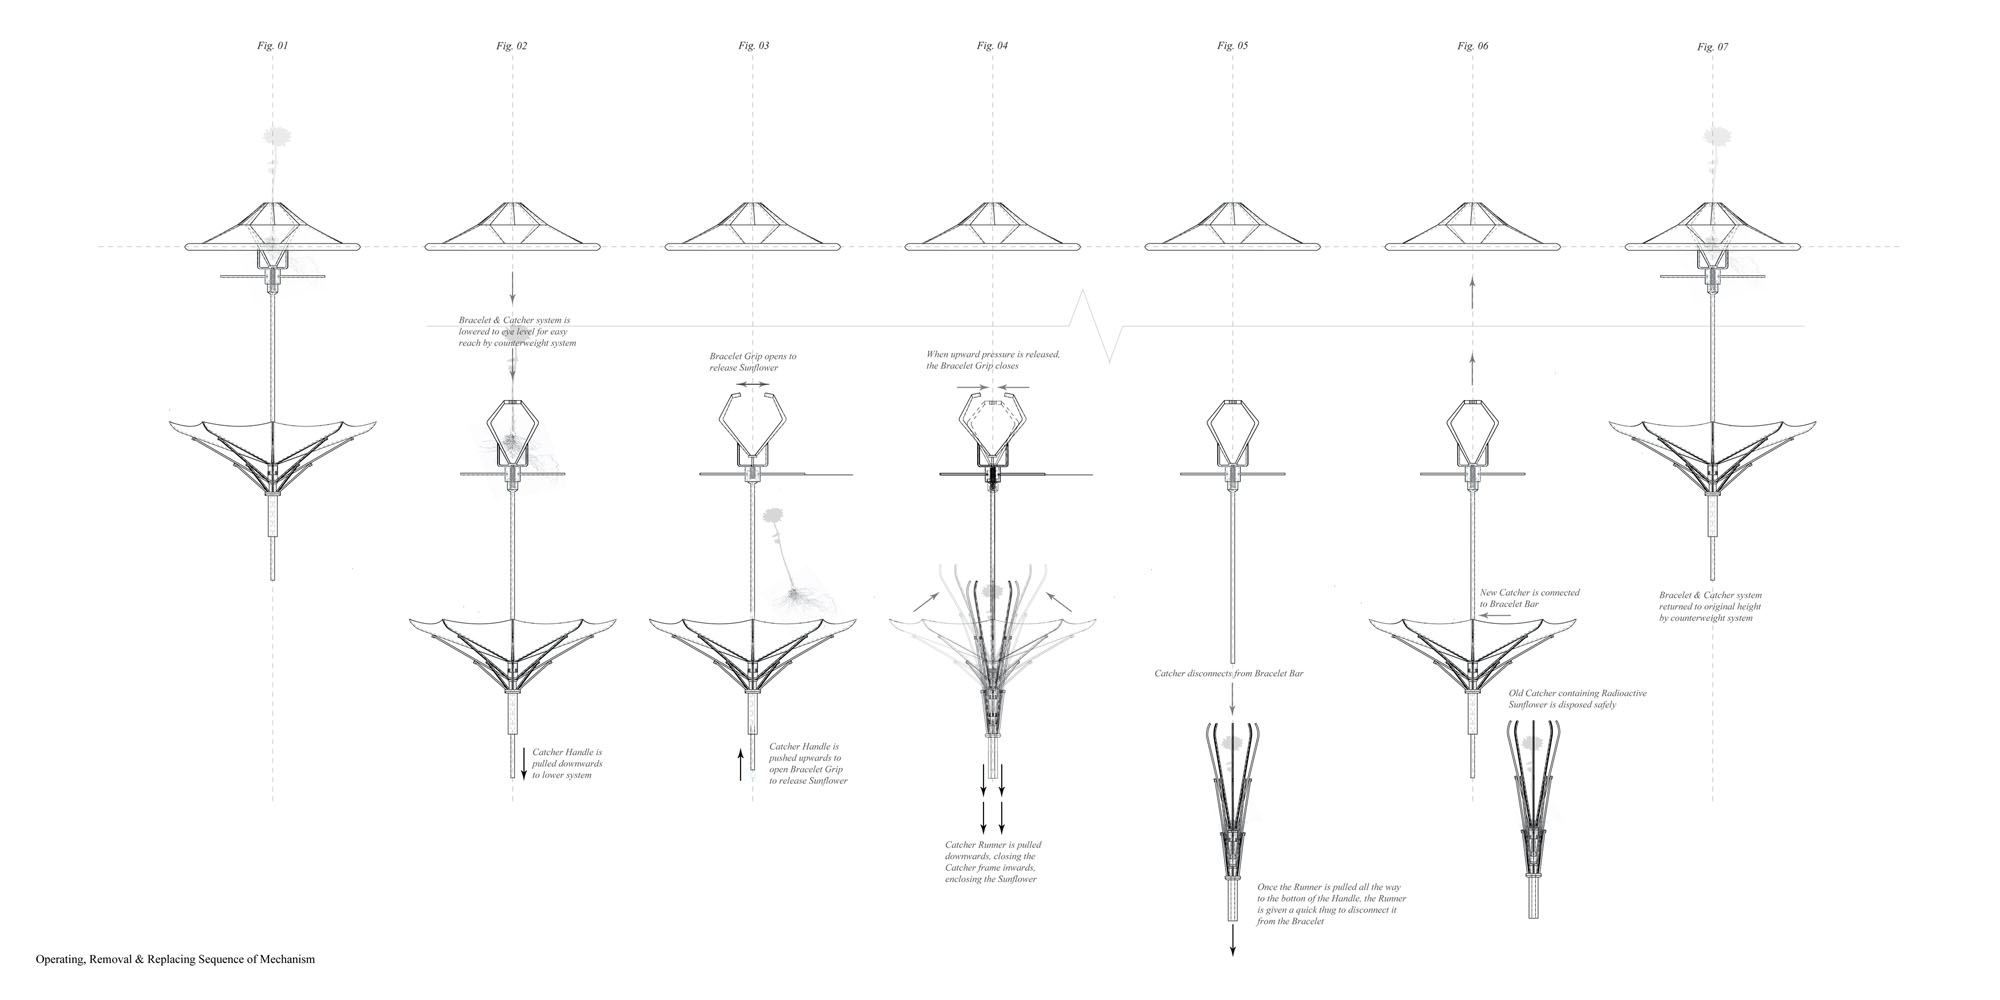 Fig. 01
Fig. 02
Fig. 03
Fig. 04
Fig. 05
Fig. 06
Fig. 07
Bracelet & Catcher system is
lowered to eye level for easy
reach by counterweight system
Catcher Handle is
pulled downwards
to lower system
Bracelet Grip opens to
release Sunflower
Catcher Handle is
pushed upwards to
open Bracelet Grip
to release Sunflower
When upward pressure is released,
the Bracelet Grip closes
Catcher Runner is pulled
downwards, closing the
Catcher frame inwards,
enclosing the Sunflower
Catcher disconnects from Bracelet Bar
Once the Runner is pulled all the way
to the botton of the Handle, the Runner
is given a quick thug to disconnect it
from the Bracelet
New Catcher is connected
to Bracelet Bar
Old Catcher containing Radioactive
Sunflower is disposed safely
Bracelet & Catcher system
returned to original height
by counterweight system
Operating, Removal & Replacing Sequence of Mechanism